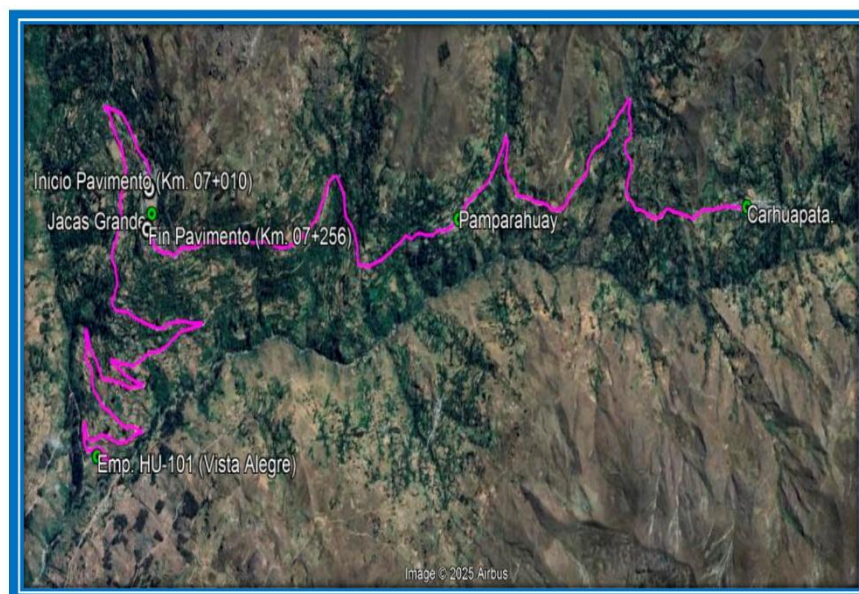 Inicio Pavimento (Km. 07+010)
Jacas Grande
Fin Pavimento (Km. 07+256)
Pamparahuay
Carhuapata.
Emp. HU-101 (Vista Alegre)
Image © 2025 Airbus